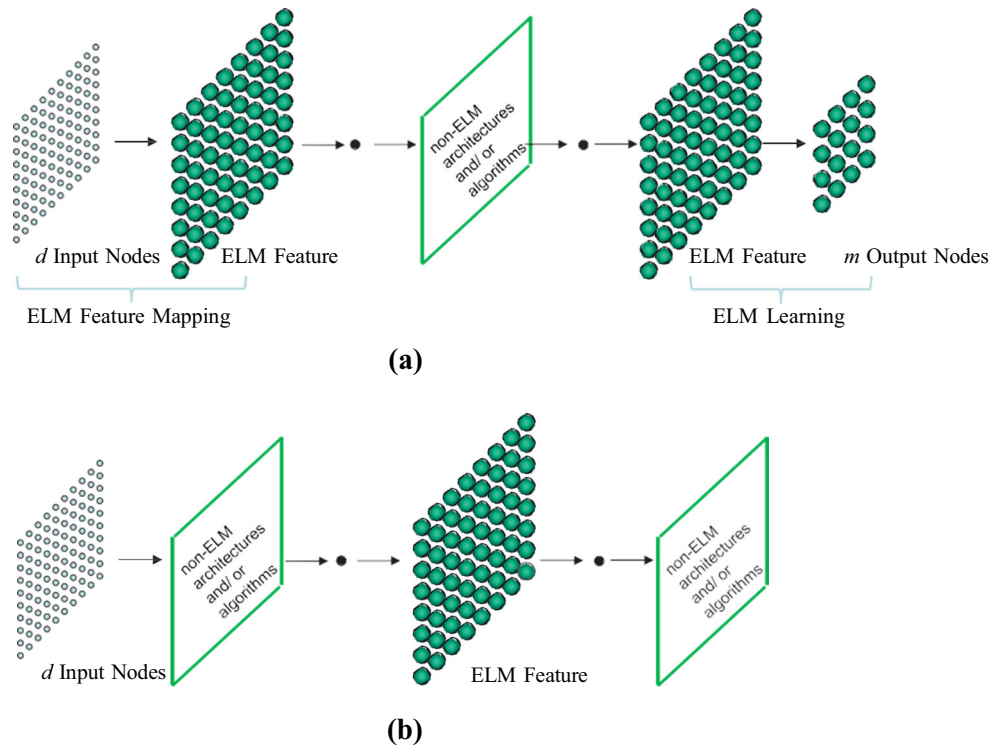 non-ELM
architectures
and/ or
algorithms
d Input Nodes
ELM Feature
ELM Feature
m Output Nodes
ELM Feature Mapping
ELM Learning
(a)
non-ELM
architectures
and/ or
algorithms
non-ELM
architectures
and/ or
algorithms
d Input Nodes
ELM Feature
(b)